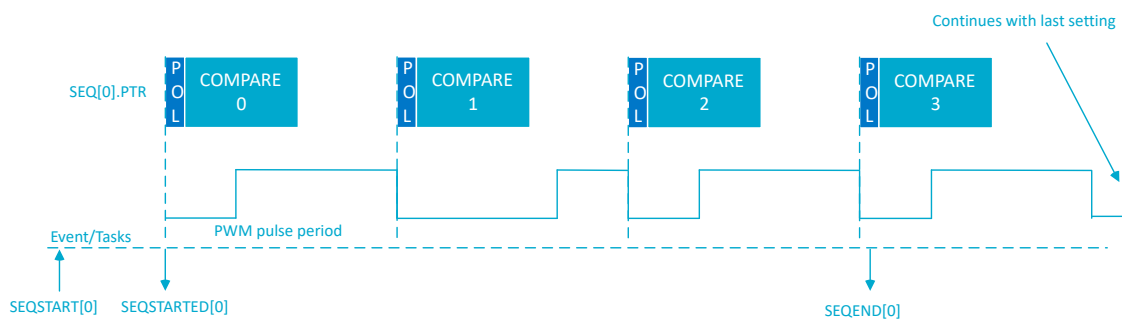 Continues with last setting
SEQ[0].PTR
P
O
L
COMPARE
0
P
O
L
COMPARE
1
P
O
L
COMPARE
2
P
O
L
COMPARE
3
Event/Tasks
PWM pulse period
SEQSTART[0]
SEQSTARTED[0]
SEQEND[0]